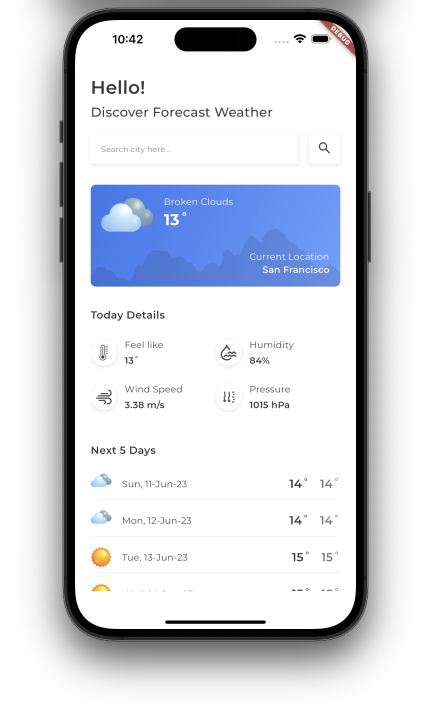 10:42
DEBUG
Hello!
Discover Forecast Weather
Search city here...
Broken Clouds
13°
Current Location
San Francisco
Today Details
Feel like
13°
Humidity
84%
Wind Speed
3.38 m/s
Pressure
1015 hPa
Next 5 Days
Sun, 11-Jun-23 14° 14°
Mon, 12-Jun-23 14° 14°
Tue, 13-Jun-23 15° 15°